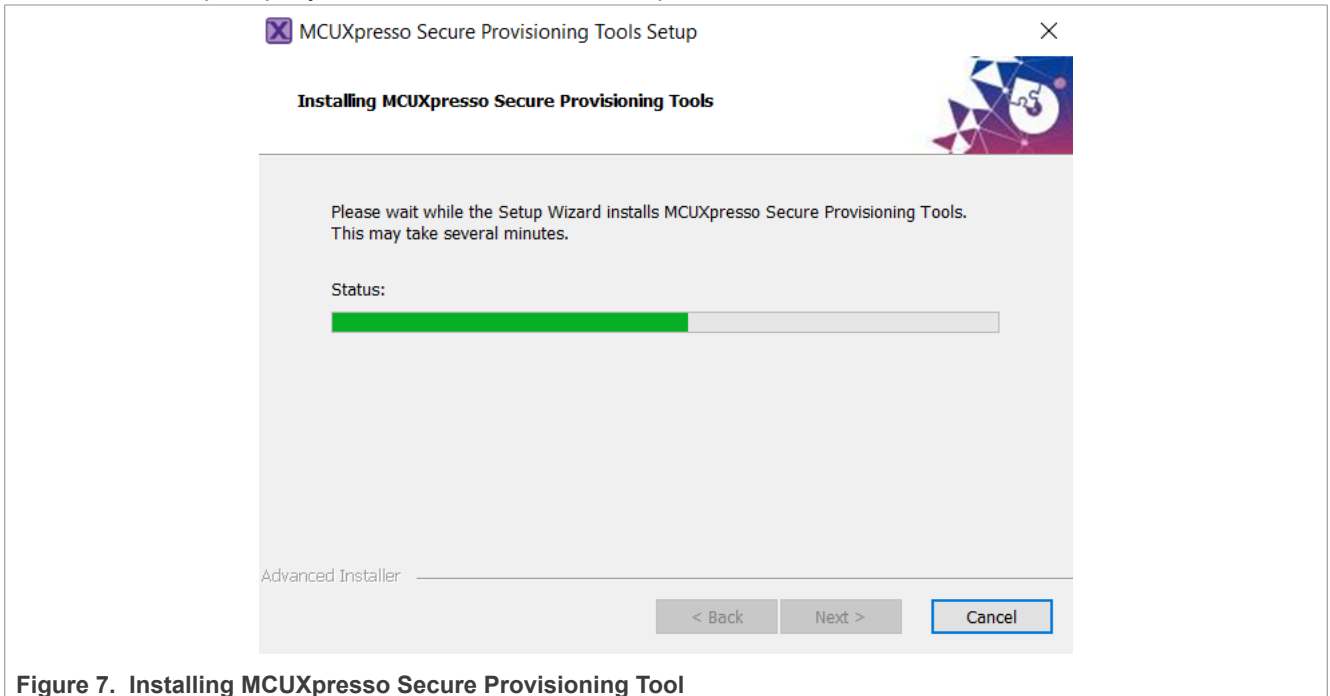 MCUXpresso Secure Provisioning Tools Setup
Installing MCUXpresso Secure Provisioning Tools
Please wait while the Setup Wizard installs MCUXpresso Secure Provisioning Tools.
This may take several minutes.
Status:
Advanced Installer
< Back Next > Cancel
Figure 7. Installing MCUXpresso Secure Provisioning Tool